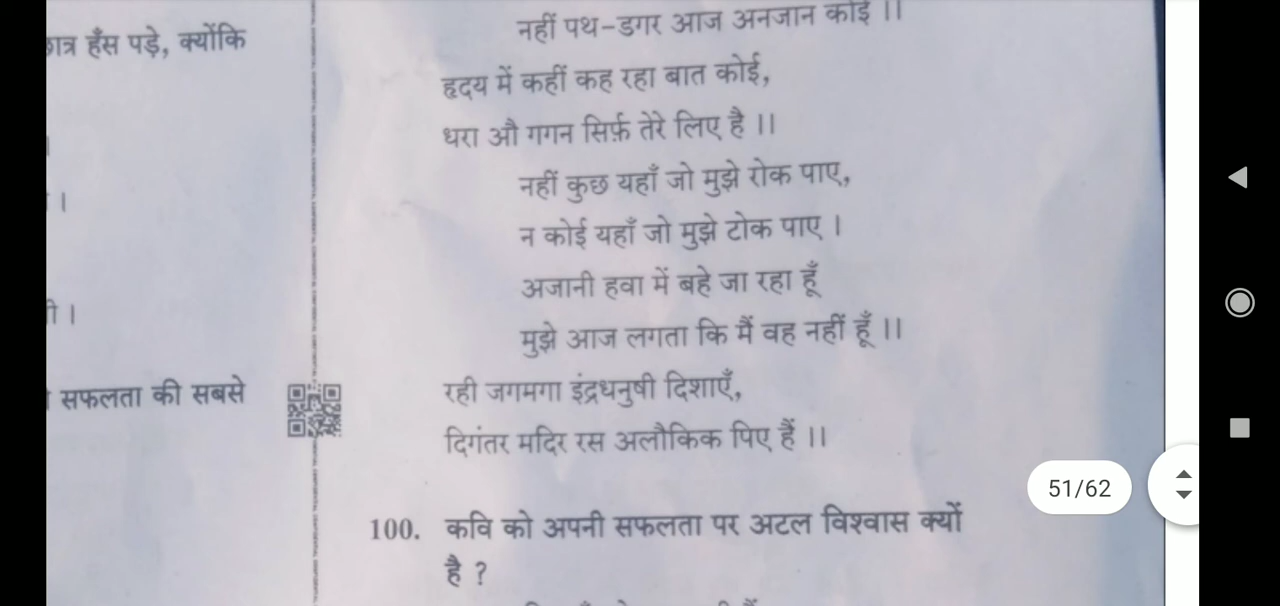 ात्र हँस पड़े, क्योंकि
।
।
ी ।
सफलता की सबसे
नहीं पथ-डगर आज अनजान कोई ।।
हृदय में कहीं कह रहा बात कोई,
धरा औ गगन सिर्फ़ तेरे लिए है ।।
नहीं कुछ यहाँ जो मुझे रोक पाए,
न कोई यहाँ जो मुझे टोक पाए ।
अजानी हवा में बहे जा रहा हूँ
मुझे आज लगता कि मैं वह नहीं हूँ ।।
रही जगमगा इंद्रधनुषी दिशाएँ,
दिगंतर मदिर रस अलौकिक पिए हैं ।।
100. कवि को अपनी सफलता पर अटल विश्वास क्यों
है ?
51/62